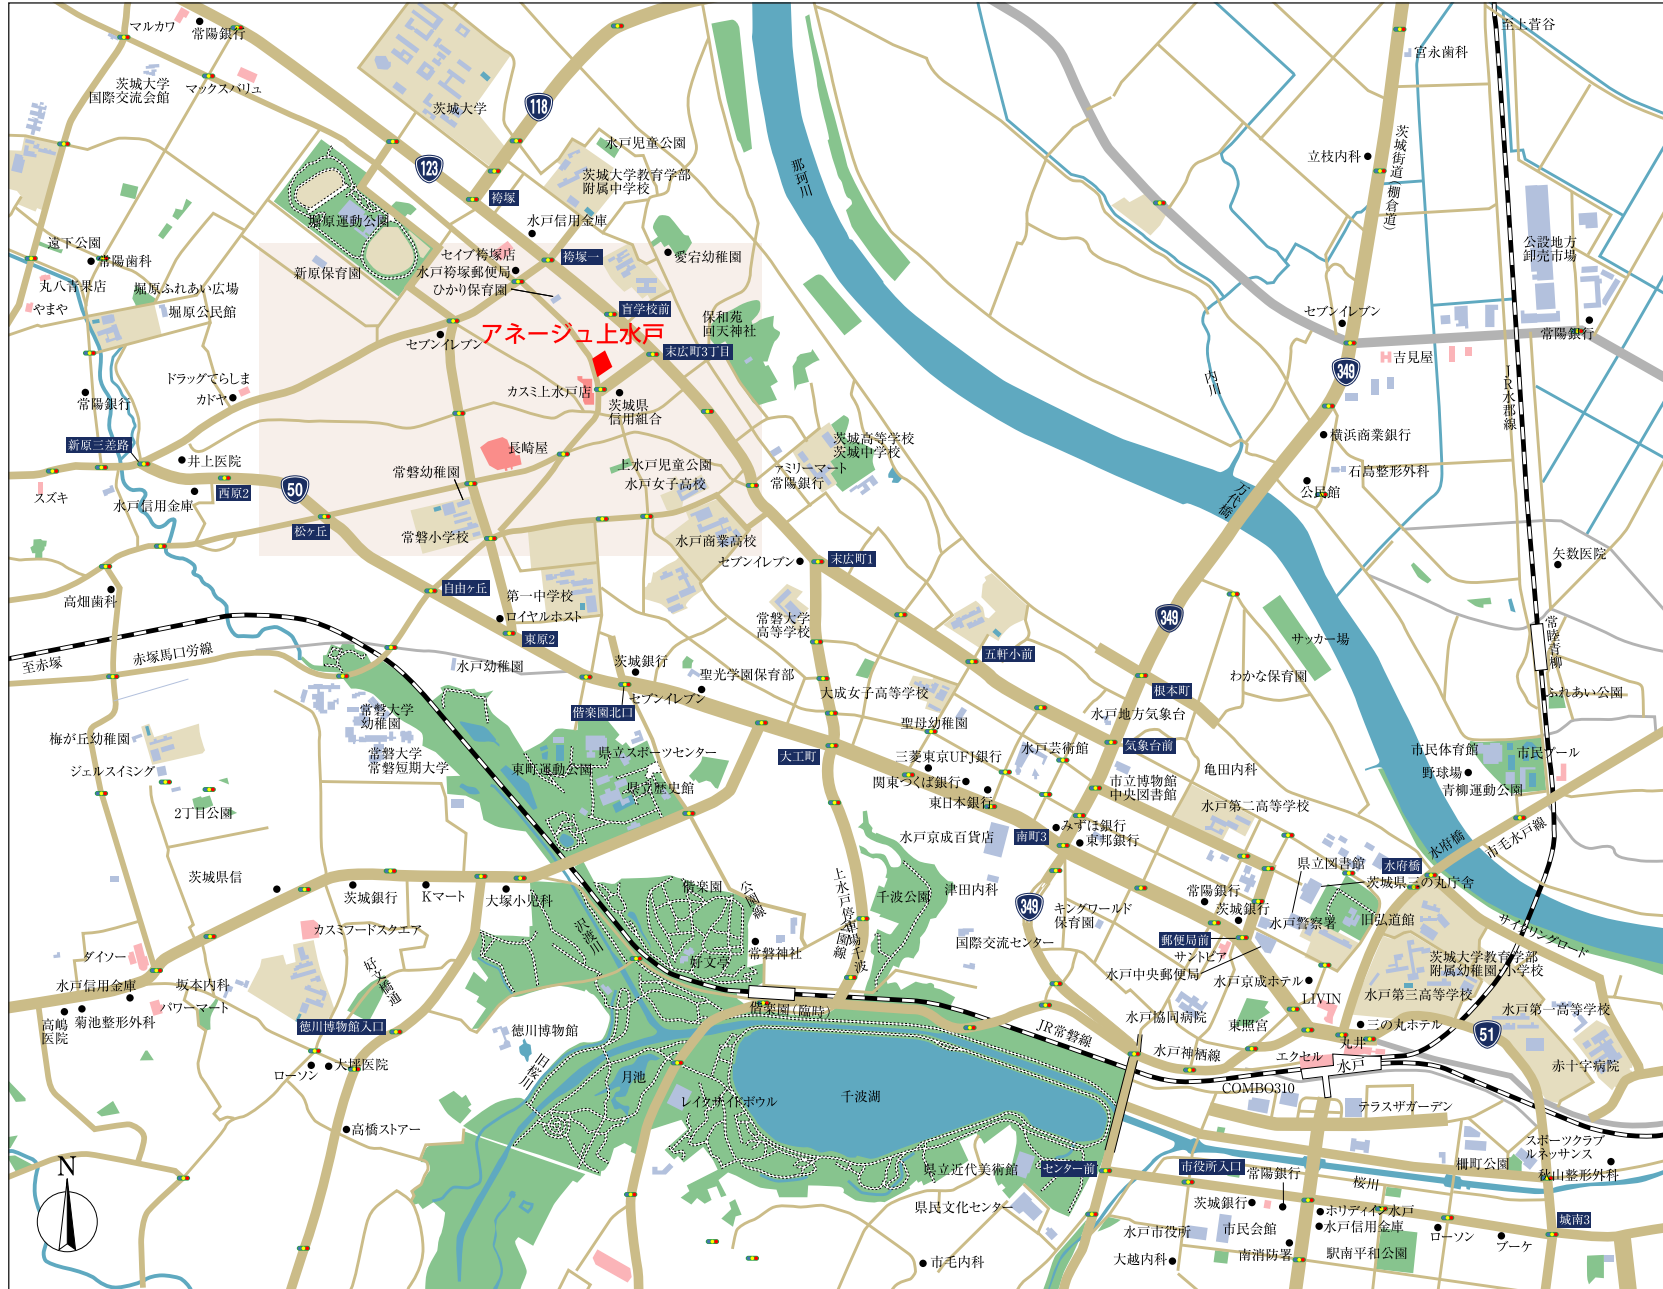 マルカワ
常陽銀行
茨城大学
国際交流会館
マックスバリュ
茨城大学
118
123
水戸児童公園
茨城大学教育学部
附属中学校
袴塚
水戸信用金庫
堀原運動公園
新原保育園
セイブ袴塚店
水戸袴塚郵便局
ひかり保育園
袴塚一
愛宕幼稚園
盲学校前
保和苑
回天神社
遠下公園
常陽歯科
丸八青果店
やまや
堀原ふれあい広場
堀原公民館
アネージュ上水戸
末広町3丁目
セブンイレブン
カスミ上水戸店
茨城県
信用組合
ドラッグてらしま
カドヤ
常陽銀行
新原三差路
井上医院
西原2
水戸信用金庫
スズキ
50
松ヶ丘
長崎屋
常磐幼稚園
常磐小学校
上水戸児童公園
水戸女子高校
水戸商業高校
茨城高等学校
茨城中学校
ァミリーマート
常陽銀行
セブンイレブン
末広町1
那珂川
宮永歯科
至上菅谷
茨城街道(棚倉道)
立枝内科
公設地方
卸売市場
常陽銀行
セブンイレブン
349
吉見屋
JR水郡線
内川
横浜商業銀行
石島整形外科
公民館
万代橋
矢数医院
高畑歯科
自由ヶ丘
第一中学校
ロイヤルホスト
東原2
常磐大学
高等学校
五軒小前
349
サッカー場
常陸青柳
ふれあい公園
至赤塚
赤塚馬口労線
水戸幼稚園
茨城銀行
聖光学園保育部
セブンイレブン
偕楽園北口
大成女子高等学校
聖母幼稚園
根本町
わかな保育園
水戸地方気象台
気象台前
常磐大学
幼稚園
常磐大学
常磐短期大学
梅が丘幼稚園
ジェルスイミング
2丁目公園
東町運動公園
県立スポーツセンター
県立歴史館
大工町
三菱東京UFJ銀行
関東つくば銀行
東日本銀行
水戸芸術館
市立博物館
中央図書館
亀田内科
水戸第二高等学校
市民体育館
野球場
市民プール
青柳運動公園
水戸京成百貨店
南町3
みずほ銀行
東邦銀行
県立図書館
水府橋
水府橋
市毛水戸線
茨城県三の丸庁舎
茨城県信
茨城銀行
Kマート
大塚小児科
偕楽園
公園線
上水戸停車場千波公園線
千波公園
津田内科
349
キングワールド
保育園
常陽銀行
茨城銀行
水戸警察署
旧弘道館
サイクリングロード
カスミフードスクエア
ダイソー
沢渡川
好文亭
常磐神社
国際交流センター
郵便局前
サントピア
水戸中央郵便局
水戸京成ホテル
茨城大学教育学部
附属幼稚園・小学校
水戸信用金庫
坂本内科
好文橋通
高嶋
医院
菊池整形外科
パワーマート
徳川博物館入口
徳川博物館
偕楽園(臨時)
JR常磐線
水戸協同病院
東照宮
LIVIN
水戸第三高等学校
三の丸ホテル
丸井
51
水戸第一高等学校
赤十字病院
大坪医院
ローソン
旧桜川
月池
レイクサイドボウル
千波湖
水戸神栖線
エクセル
水戸
COMBO310
テラスザガーデン
高橋ストアー
N
県立近代美術館
センター前
市役所入口
常陽銀行
桜川
柵町公園
スポーツクラブ
ルネッサンス
秋山整形外科
県民文化センター
茨城銀行
ホリデイイン水戸
水戸信用金庫
水戸市役所
市民会館
大越内科
南消防署
駅南平和公園
ローソン
ブーケ
城南3
市毛内科